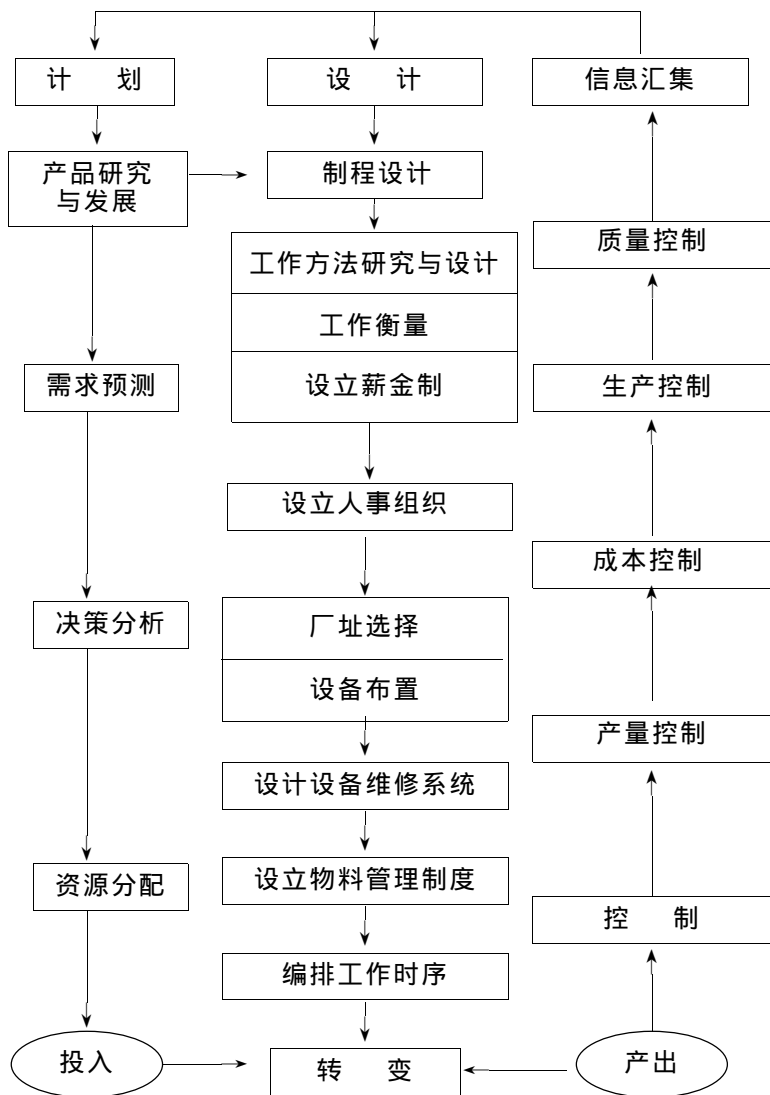 计 划
设 计
信息汇集
产品研究
与发展
制程设计
质量控制
工作方法研究与设计
工作衡量
需求预测
设立薪金制
生产控制
设立人事组织
成本控制
决策分析
厂址选择
设备布置
产量控制
设计设备维修系统
资源分配
设立物料管理制度
控 制
编排工作时序
投入
转 变
产出